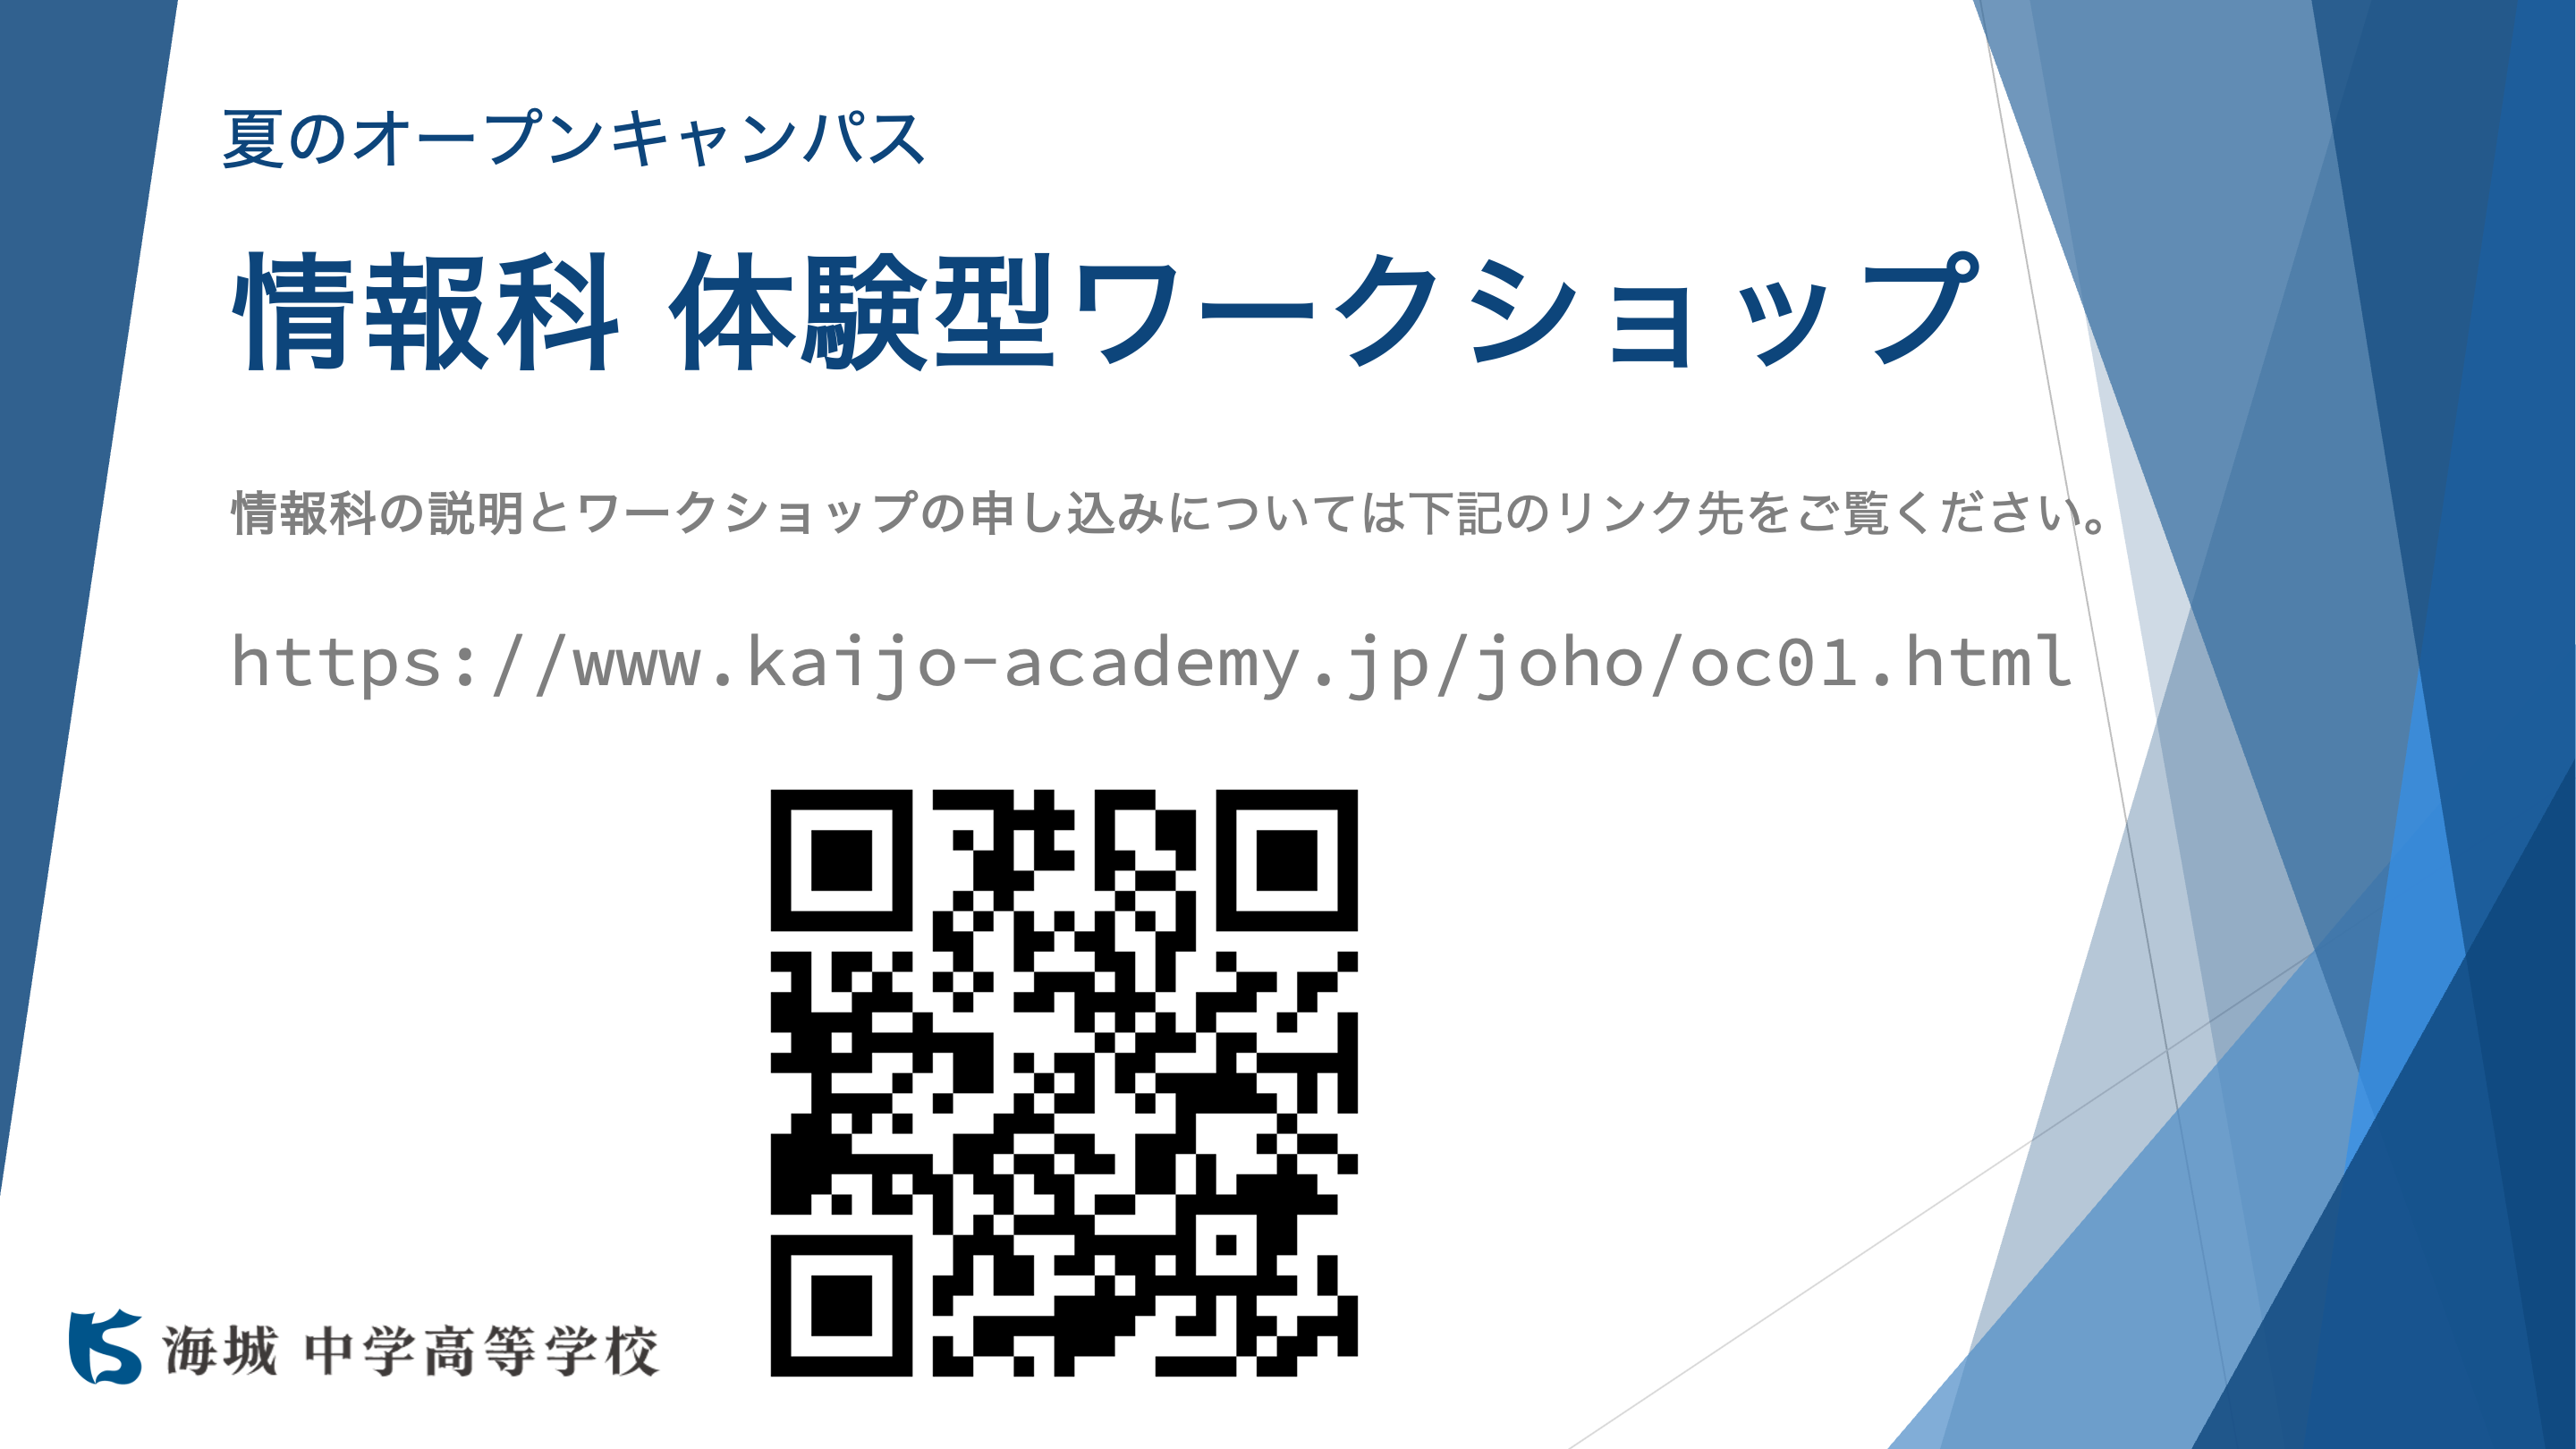 夏のオープンキャンパス
情報科 体験型ワークショップ
情報科の説明とワークショップの申し込みについては下記のリンク先をご覧ください。
https://www.kaijo-academy.jp/joho/oc01.html
海城 中学高等学校